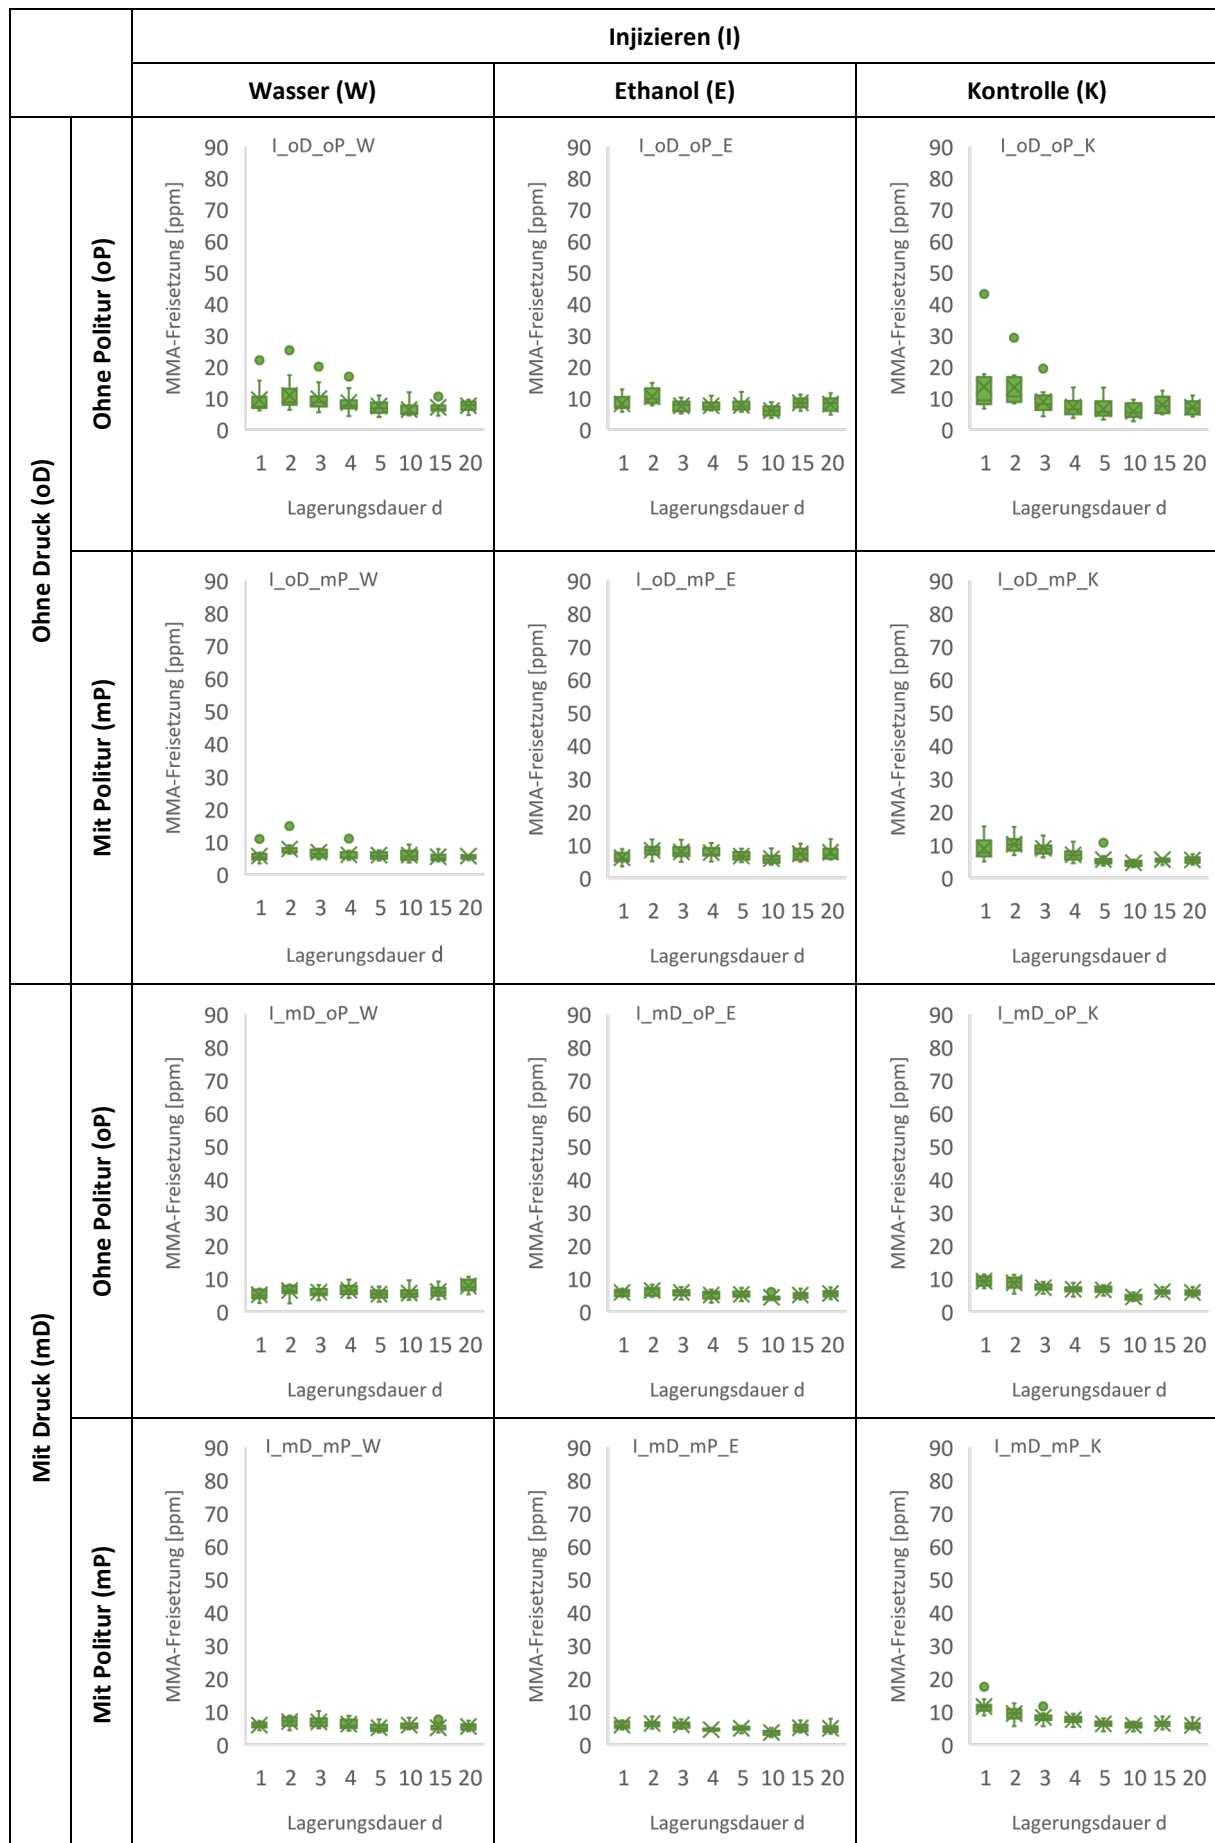 Injizieren (I)
Wasser (W)
Ethanol (E)
Kontrolle (K)
Ohne Druck (oD)
Ohne Politur (oP)
I_oD_oP_W
MMA-Freisetzung [ppm]
90
80
70
60
50
40
30
20
10
0
1 2 3 4 5 10 15 20
Lagerungsdauer d
I_oD_oP_E
MMA-Freisetzung [ppm]
90
80
70
60
50
40
30
20
10
0
1 2 3 4 5 10 15 20
Lagerungsdauer d
I_oD_oP_K
MMA-Freisetzung [ppm]
90
80
70
60
50
40
30
20
10
0
1 2 3 4 5 10 15 20
Lagerungsdauer d
Mit Politur (mP)
I_oD_mP_W
MMA-Freisetzung [ppm]
90
80
70
60
50
40
30
20
10
0
1 2 3 4 5 10 15 20
Lagerungsdauer d
I_oD_mP_E
MMA-Freisetzung [ppm]
90
80
70
60
50
40
30
20
10
0
1 2 3 4 5 10 15 20
Lagerungsdauer d
I_oD_mP_K
MMA-Freisetzung [ppm]
90
80
70
60
50
40
30
20
10
0
1 2 3 4 5 10 15 20
Lagerungsdauer d
Mit Druck (mD)
Ohne Politur (oP)
I_mD_oP_W
MMA-Freisetzung [ppm]
90
80
70
60
50
40
30
20
10
0
1 2 3 4 5 10 15 20
Lagerungsdauer d
I_mD_oP_E
MMA-Freisetzung [ppm]
90
80
70
60
50
40
30
20
10
0
1 2 3 4 5 10 15 20
Lagerungsdauer d
I_mD_oP_K
MMA-Freisetzung [ppm]
90
80
70
60
50
40
30
20
10
0
1 2 3 4 5 10 15 20
Lagerungsdauer d
Mit Politur (mP)
I_mD_mP_W
MMA-Freisetzung [ppm]
90
80
70
60
50
40
30
20
10
0
1 2 3 4 5 10 15 20
Lagerungsdauer d
I_mD_mP_E
MMA-Freisetzung [ppm]
90
80
70
60
50
40
30
20
10
0
1 2 3 4 5 10 15 20
Lagerungsdauer d
I_mD_mP_K
MMA-Freisetzung [ppm]
90
80
70
60
50
40
30
20
10
0
1 2 3 4 5 10 15 20
Lagerungsdauer d